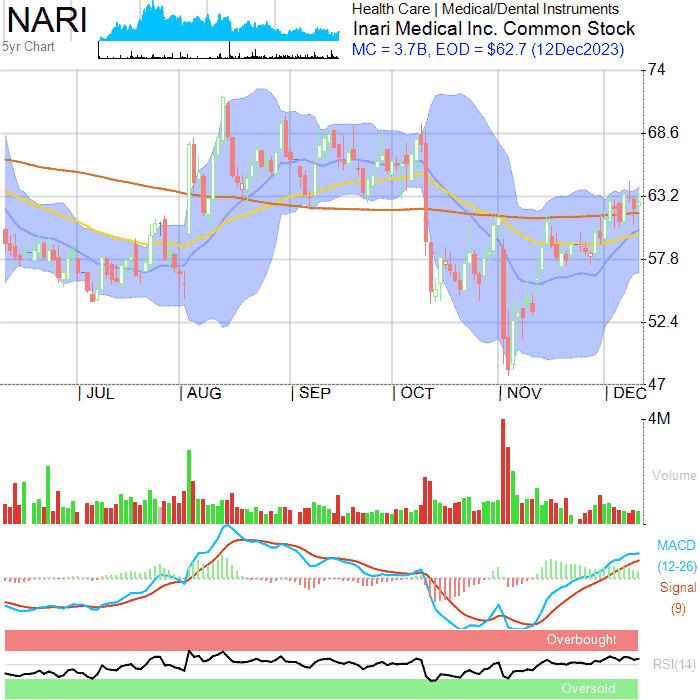 NARI
5yr Chart
Health Care | Medical/Dental Instruments
Inari Medical Inc. Common Stock
MC = 3.7B, EOD = $62.7 (12Dec2023)
74
68.6
63.2
57.8
52.4
47
| JUL | AUG | SEP | OCT | NOV | DEC
4M
Volume
MACD
(12-26)
Signal
(9)
Overbought
RSI(14)
Oversold